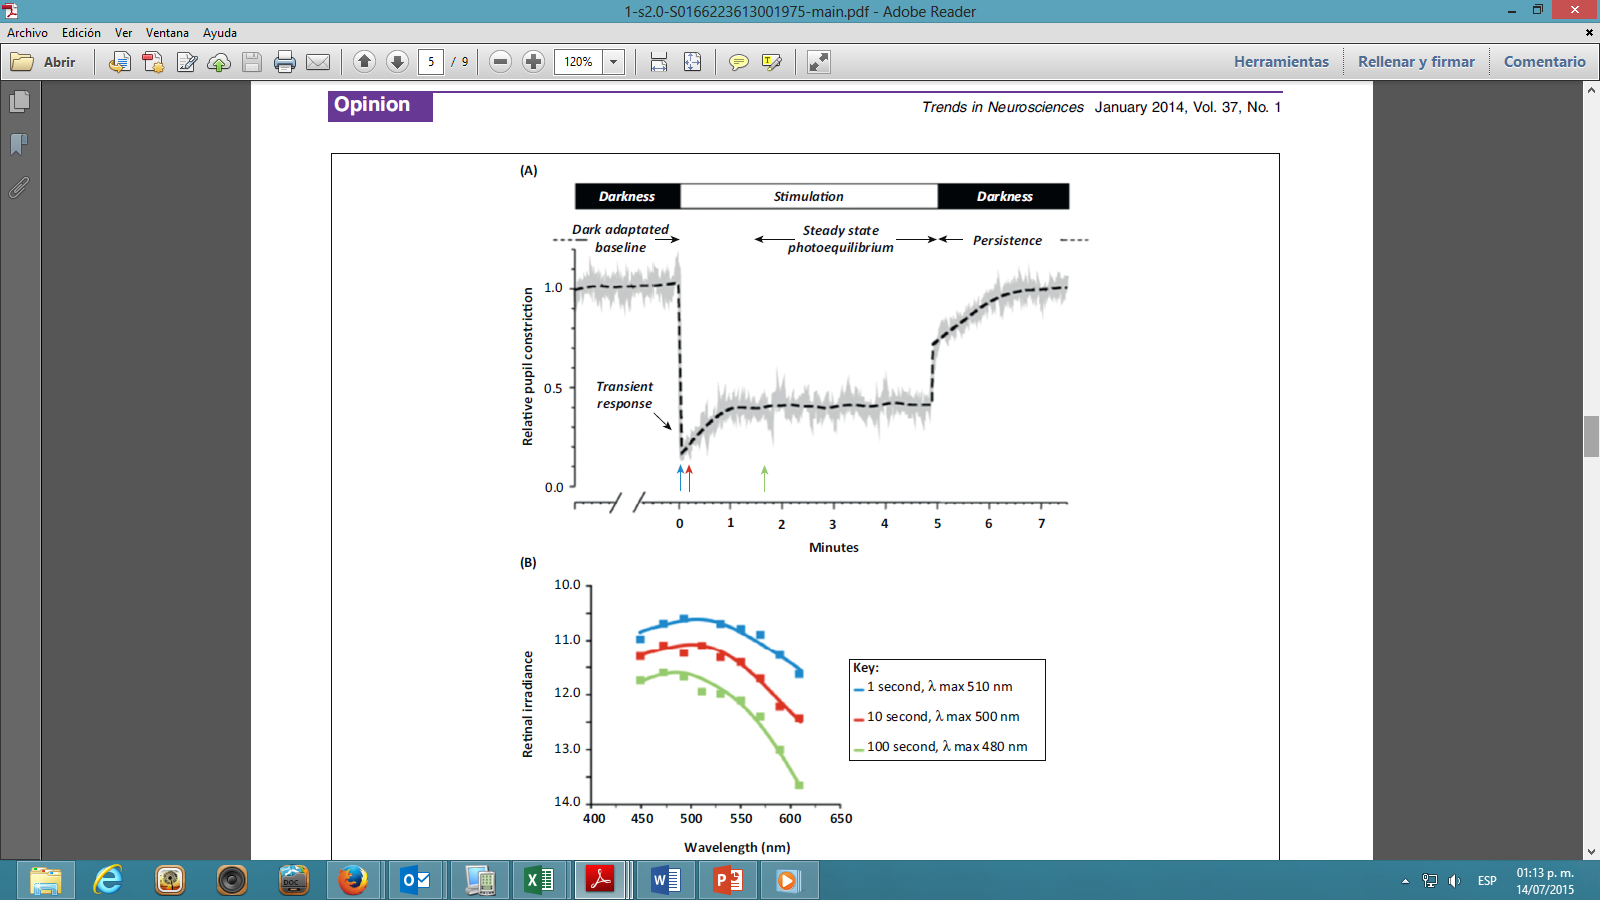 1-s2.0-S0166223613001975-main.pdf - Adobe Reader
Archivo Edición Ver Ventana Ayuda
Abrir 5 / 9 120% Herramientas Rellenar y firmar Comentario
Opinion
Trends in Neurosciences January 2014, Vol. 37, No. 1
(A)
Darkness Stimulation Darkness
Dark adaptated baseline
Steady state photoequilibrium
Persistence
Relative pupil constriction
1.0
0.5
0.0
Transient response
0 1 2 3 4 5 6 7
Minutes
(B)
Retinal irradiance
10.0
11.0
12.0
13.0
14.0
400 450 500 550 600 650
Wavelength (nm)
Key:
1 second, λ max 510 nm
10 second, λ max 500 nm
100 second, λ max 480 nm
DOC
ESP
01:13 p. m.
14/07/2015